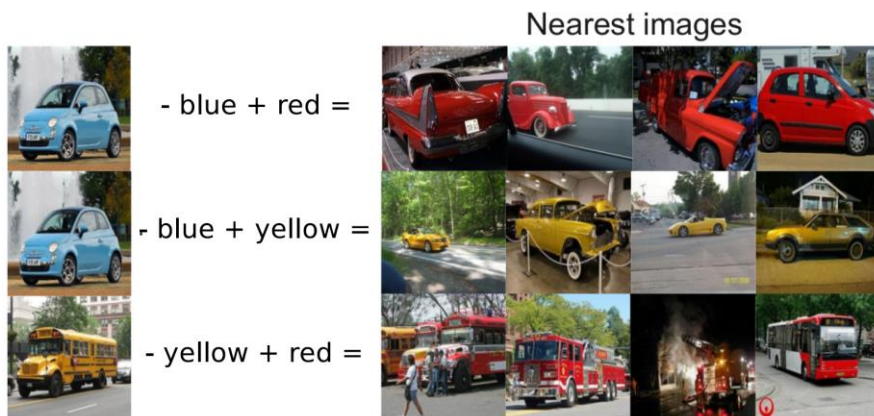 Nearest images
- blue + red =
- blue + yellow =
- yellow + red =